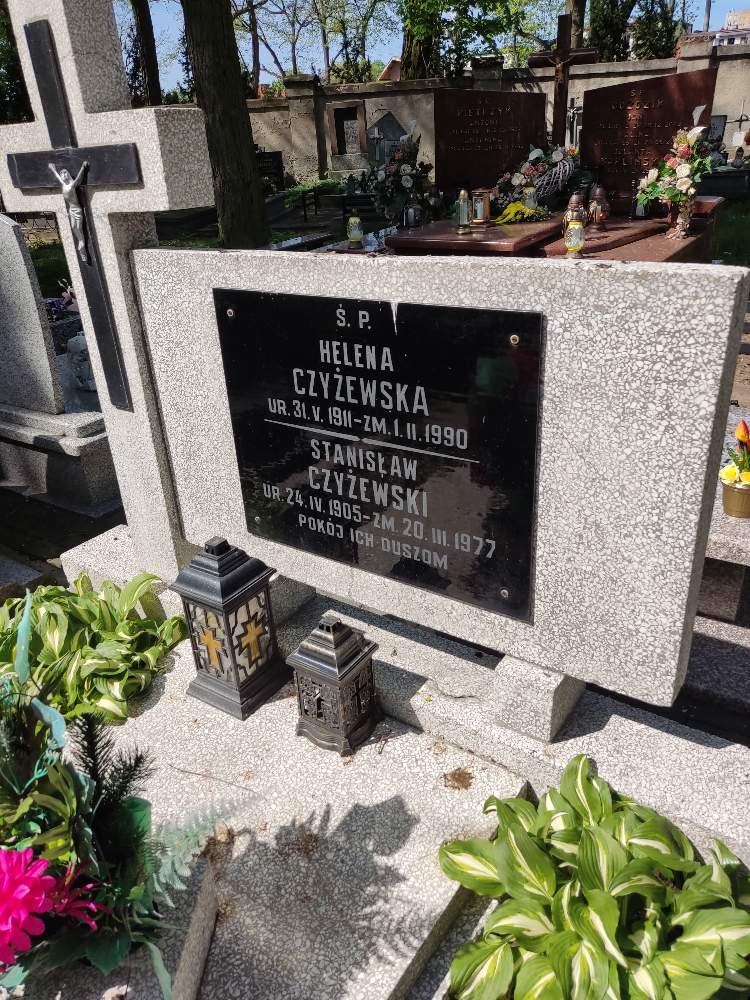 Ś. P.
HELENA
CZYŻEWSKA
UR. 31. V. 1911-ZM. 1. II. 1990
STANISŁAW
CZYŻEWSKI
UR. 24. IV. 1905-ZM. 20. III. 1977
POKÓJ ICH DUSZOM
Ś.P.
PIETRZYK